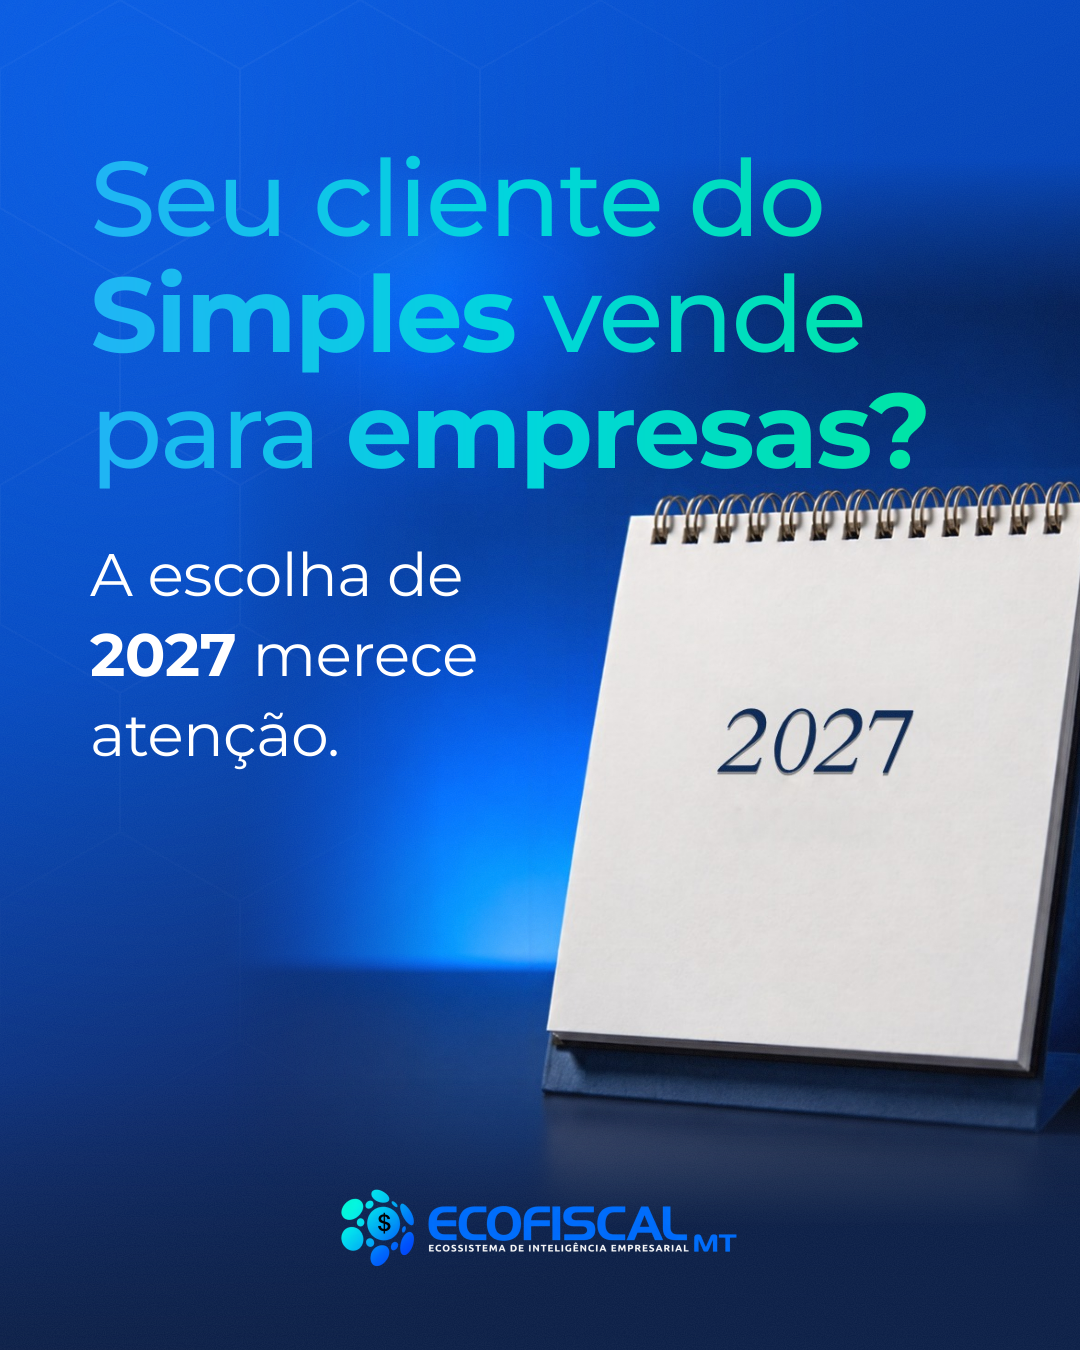 Seu cliente do
Simples vende
para empresas?
A escolha de
2027 merece
atenção.
2027
$
ECOFISCAL MT
ECOSSISTEMA DE INTELIGÊNCIA EMPRESARIAL